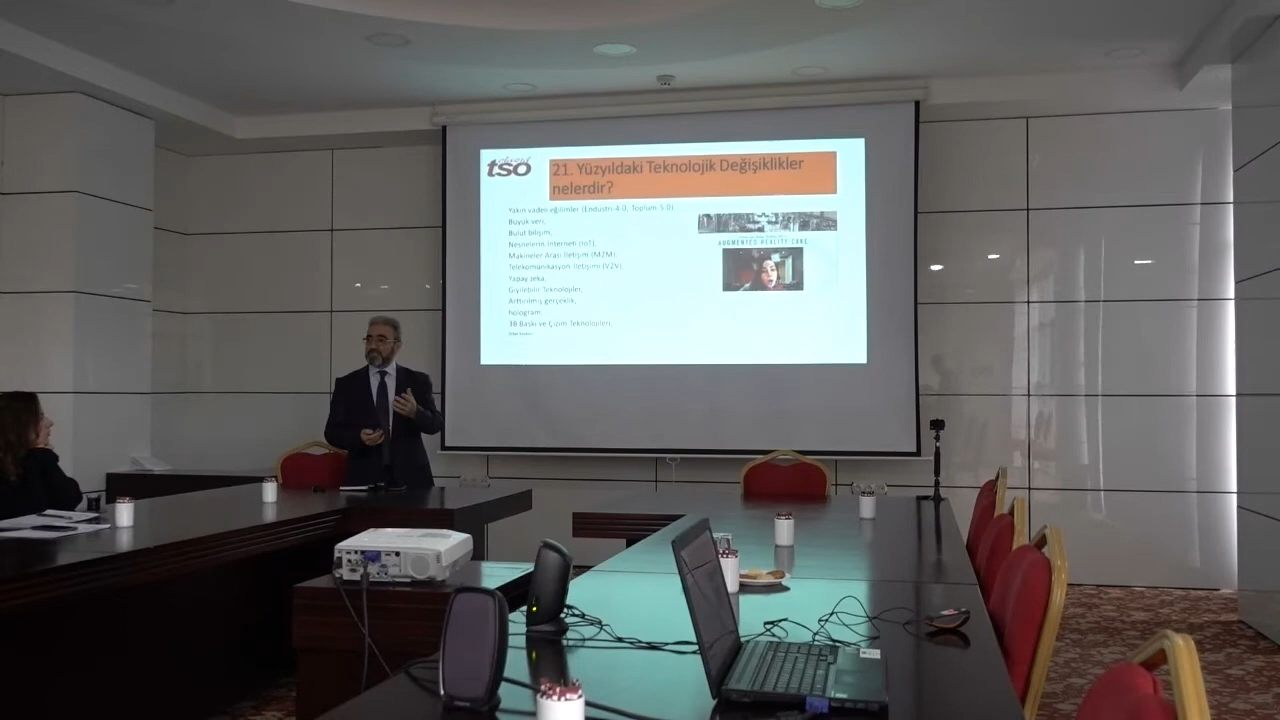 tso
21. Yüzyıldaki Teknolojik Değişiklikler
nelerdir?
Yakın vadeli eğilimler (Endüstri 4.0, Toplum 5.0)
Büyük veri,
Bulut bilişim,
Nesnelerin İnterneti (IoT),
Makineler Arası İletişim (M2M),
Telekomünikasyon İletişimi (V2V),
Yapay zeka,
Giyilebilir Teknolojiler,
Arttırılmış gerçeklik,
hologram,
3B Baskı ve Çizim Teknolojileri,
AUGMENTED REALITY CAKE